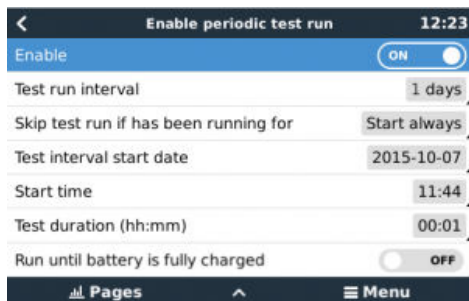 Enable periodic test run 12:23
Enable ON
Test run interval 1 days
Skip test run if has been running for Start always
Test interval start date 2015-10-07
Start time 11:44
Test duration (hh:mm) 00:01
Run until battery is fully charged OFF
Pages Menu